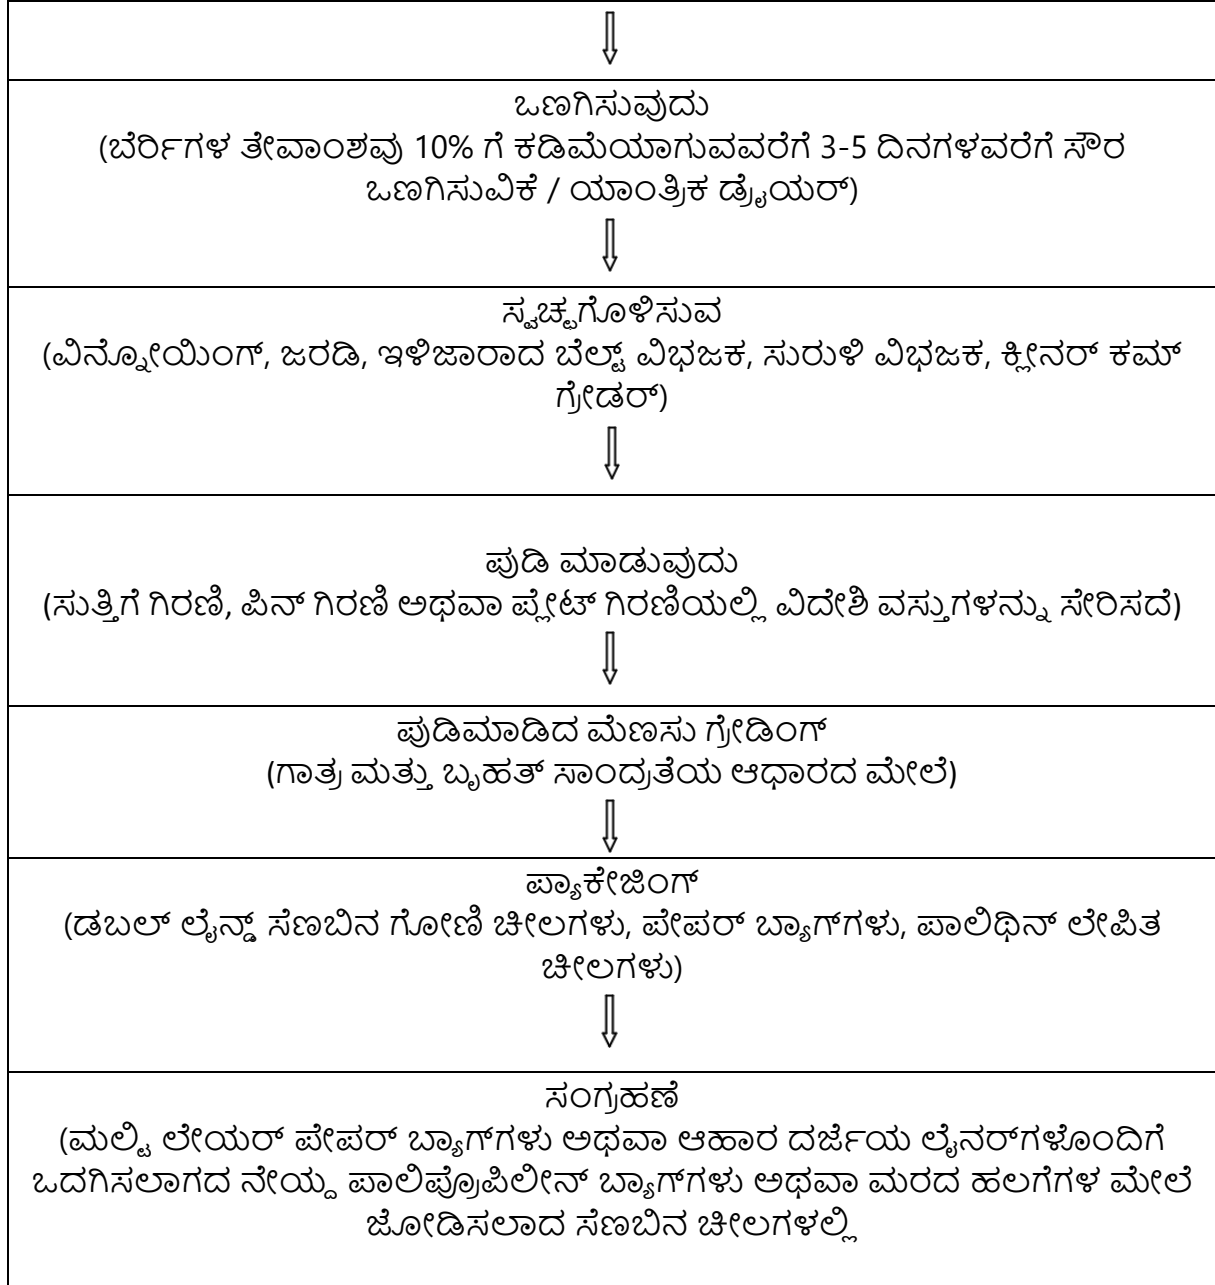 ಒಣಗಿಸುವುದು
(ಬೆರ್ರಿಗಳ ತೇವಾಂಶವು 10% ಗೆ ಕಡಿಮೆಯಾಗುವವರೆಗೆ 3-5 ದಿನಗಳವರೆಗೆ ಸೌರ
ಒಣಗಿಸುವಿಕೆ / ಯಾಂತ್ರಿಕ ಡ್ರೈಯರ್)
ಸ್ವಚ್ಛಗೊಳಿಸುವ
(ವಿನ್ನೋಯಿಂಗ್, ಜರಡಿ, ಇಳಿಜಾರಾದ ಬೆಲ್ಟ್ ವಿಭಜಕ, ಸುರುಳಿ ವಿಭಜಕ, ಕ್ಲೀನರ್ ಕಮ್
ಗ್ರೇಡರ್)
ಪುಡಿ ಮಾಡುವುದು
(ಸುತ್ತಿಗೆ ಗಿರಣಿ, ಪಿನ್ ಗಿರಣಿ ಅಥವಾ ಪ್ಲೇಟ್ ಗಿರಣಿಯಲ್ಲಿ ವಿದೇಶಿ ವಸ್ತುಗಳನ್ನು ಸೇರಿಸದೆ)
ಪುಡಿಮಾಡಿದ ಮೆಣಸು ಗ್ರೇಡಿಂಗ್
(ಗಾತ್ರ ಮತ್ತು ಬೃಹತ್ ಸಾಂದ್ರತೆಯ ಆಧಾರದ ಮೇಲೆ)
ಪ್ಯಾಕೇಜಿಂಗ್
(ಡಬಲ್ ಲೈನ್ಡ್ ಸೆಣಬಿನ ಗೋಣಿ ಚೀಲಗಳು, ಪೇಪರ್ ಬ್ಯಾಗ್‌ಗಳು, ಪಾಲಿಥಿನ್ ಲೇಪಿತ
ಚೀಲಗಳು)
ಸಂಗ್ರಹಣೆ
(ಮಲ್ಟಿ ಲೇಯರ್ ಪೇಪರ್ ಬ್ಯಾಗ್‌ಗಳು ಅಥವಾ ಆಹಾರ ದರ್ಜೆಯ ಲೈನರ್‌ಗಳೊಂದಿಗೆ
ಒದಗಿಸಲಾಗದ ನೇಯ್ದ ಪಾಲಿಪ್ರೊಪಿಲೀನ್ ಬ್ಯಾಗ್‌ಗಳು ಅಥವಾ ಮರದ ಹಲಗೆಗಳ ಮೇಲೆ
ಜೋಡಿಸಲಾದ ಸೆಣಬಿನ ಚೀಲಗಳಲ್ಲಿ